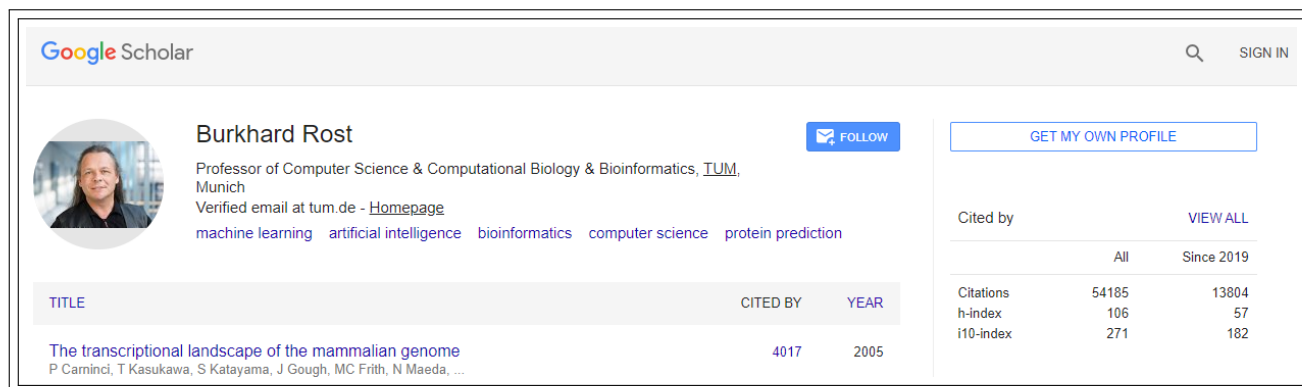 Google Scholar
SIGN IN
Burkhard Rost
FOLLOW
Professor of Computer Science & Computational Biology & Bioinformatics, TUM,
Munich
Verified email at tum.de - Homepage
machine learning artificial intelligence bioinformatics computer science protein prediction
TITLE CITED BY YEAR
The transcriptional landscape of the mammalian genome 4017 2005
P Carninci, T Kasukawa, S Katayama, J Gough, MC Frith, N Maeda, ...
GET MY OWN PROFILE
Cited by VIEW ALL
All Since 2019
Citations 54185 13804
h-index 106 57
i10-index 271 182